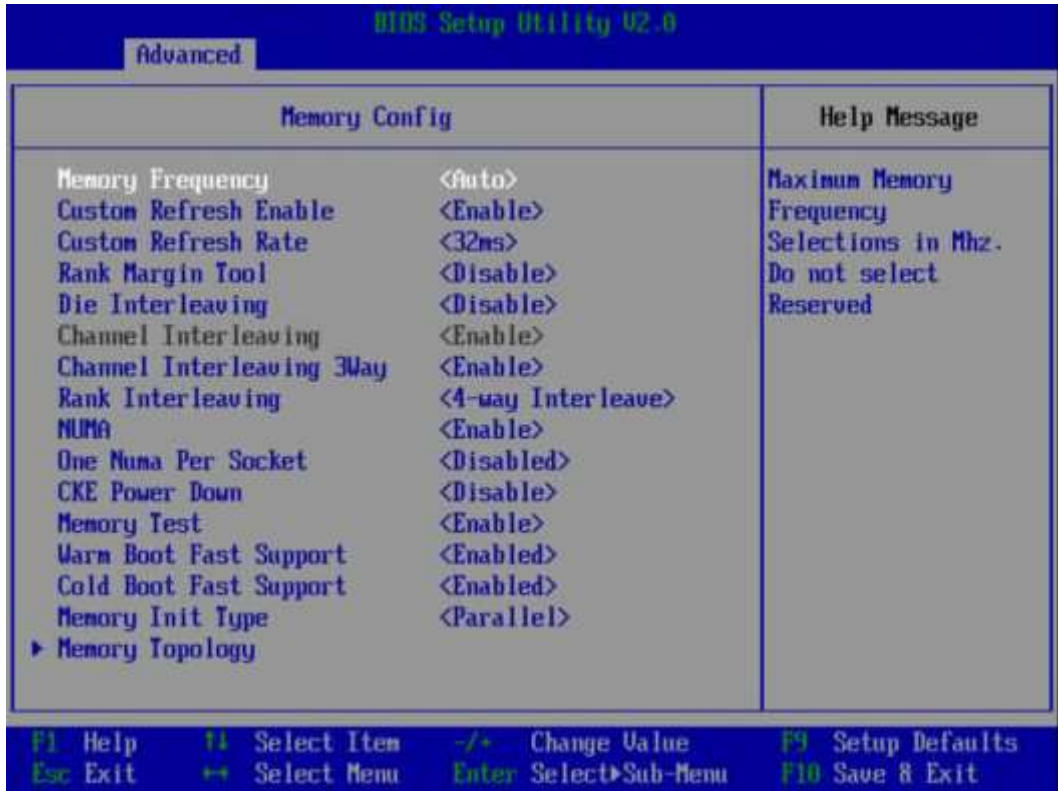 BIOS Setup Utility V2.0
Advanced
Memory Config
Help Message
Memory Frequency <Auto>
Custom Refresh Enable <Enable>
Custom Refresh Rate <32ms>
Rank Margin Tool <Disable>
Die Interleaving <Disable>
Channel Interleaving <Enable>
Channel Interleaving 3Way <Enable>
Rank Interleaving <4-way Interleave>
NUMA <Enable>
One Numa Per Socket <Disabled>
CKE Power Down <Disable>
Memory Test <Enable>
Warm Boot Fast Support <Enabled>
Cold Boot Fast Support <Enabled>
Memory Init Type <Parallel>
Memory Topology
Maximum Memory
Frequency
Selections in Mhz.
Do not select
Reserved
F1 Help ↑↓ Select Item -/+ Change Value F9 Setup Defaults
Esc Exit ←→ Select Menu Enter Select▶Sub-Menu F10 Save & Exit